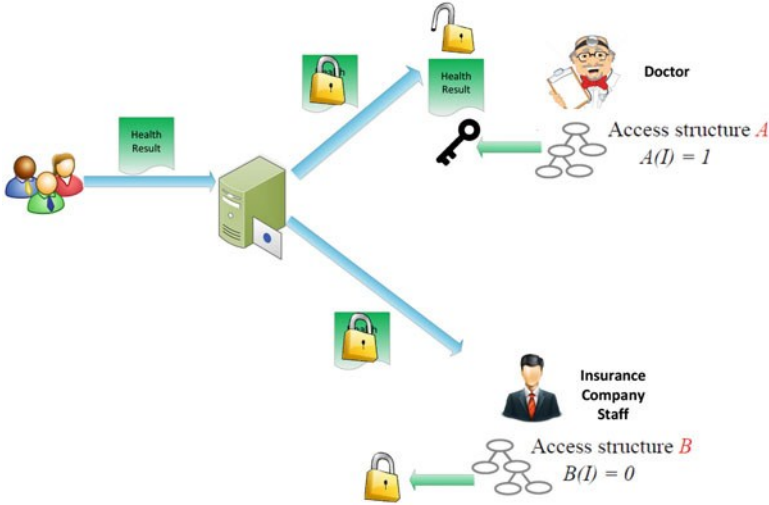 Health
Result
Health
Result
Doctor
Access structure A
A(I) = 1
Insurance
Company
Staff
Access structure B
B(I) = 0